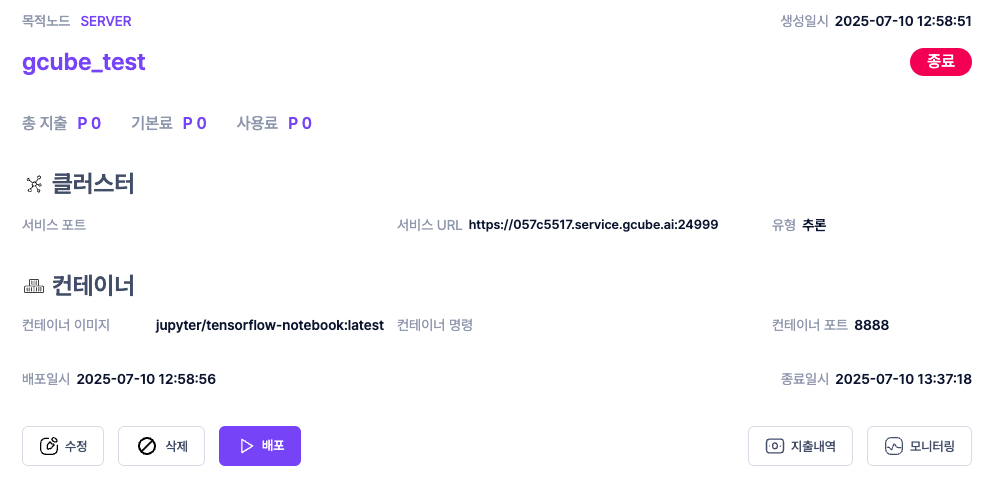 목적노드 SERVER 생성일시 2025-07-10 12:58:51
gcube_test 종료
총 지출 P 0 기본료 P 0 사용료 P 0
클러스터
서비스 포트 서비스 URL https://057c5517.service.gcube.ai:24999 유형 추론
컨테이너
컨테이너 이미지 jupyter/tensorflow-notebook:latest 컨테이너 명령 컨테이너 포트 8888
배포일시 2025-07-10 12:58:56 종료일시 2025-07-10 13:37:18
수정 삭제 배포 지출내역 모니터링